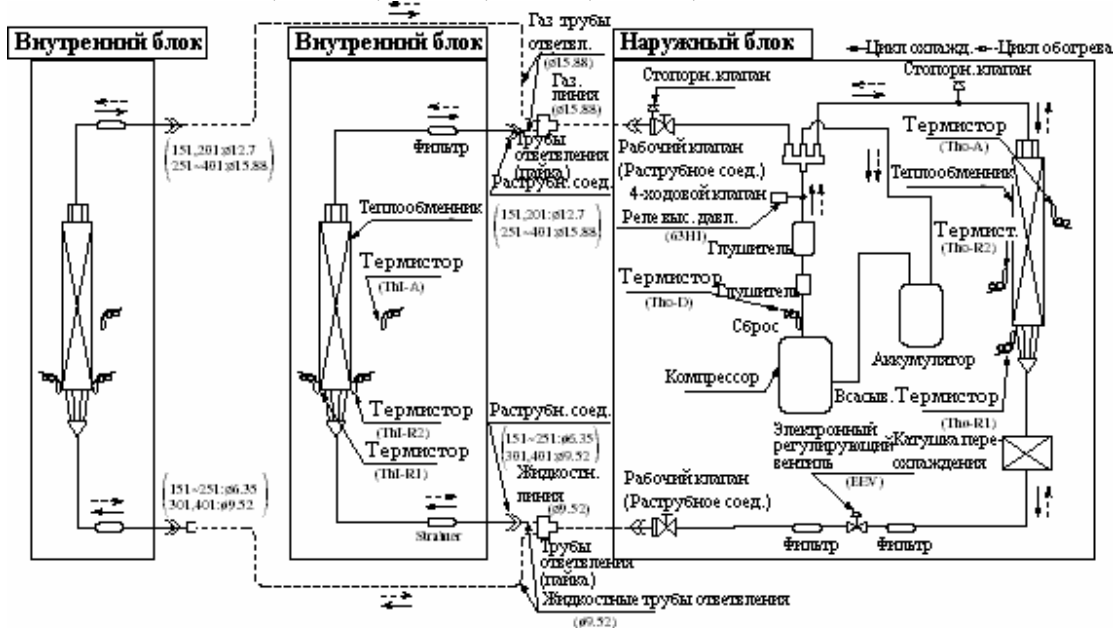 Внутренний блок
Внутренний блок
Наружный блок
Газ трубы
ответвл.
(ø15.88)
Газ.
линия
(ø15.88)
Цикл охлажд.
Цикл обогрева
Стопорн. клапан
Стопорн. клапан
Термистор
(Tho-A)
Фильтр
Трубы
ответвления
(пайка)
Рабочий клапан
(Раструбное соед.)
Теплообменник
151,201:ø12.7
251~401:ø15.88
Раструбн. соед.
151,201:ø12.7
251~401:ø15.88
4-ходовой клапан
Реле выс. давл.
(63H1)
Глушитель
Термист.
(Tho-R2)
Теплообменник
Термистор
(ThI-A)
Термистор
(Tho-D)
Глушитель
Сброс
Аккумулятор
Компрессор
Всасыв.
Термистор
(Tho-R1)
Термистор
(ThI-R2)
Термистор
(ThI-R1)
Раструбн. соед.
151~251:ø6.35
301,401:ø9.52
Электронный
регулирующий
вентиль
(EEV)
Катушка пере-
охлаждения
151~251:ø6.35
301,401:ø9.52
Жидкостн.
линия
(ø9.52)
Рабочий клапан
(Раструбное соед.)
Strainer
Фильтр
Фильтр
Трубы
ответвления
(пайка)
Жидкостные трубы ответвления
(ø9.52)